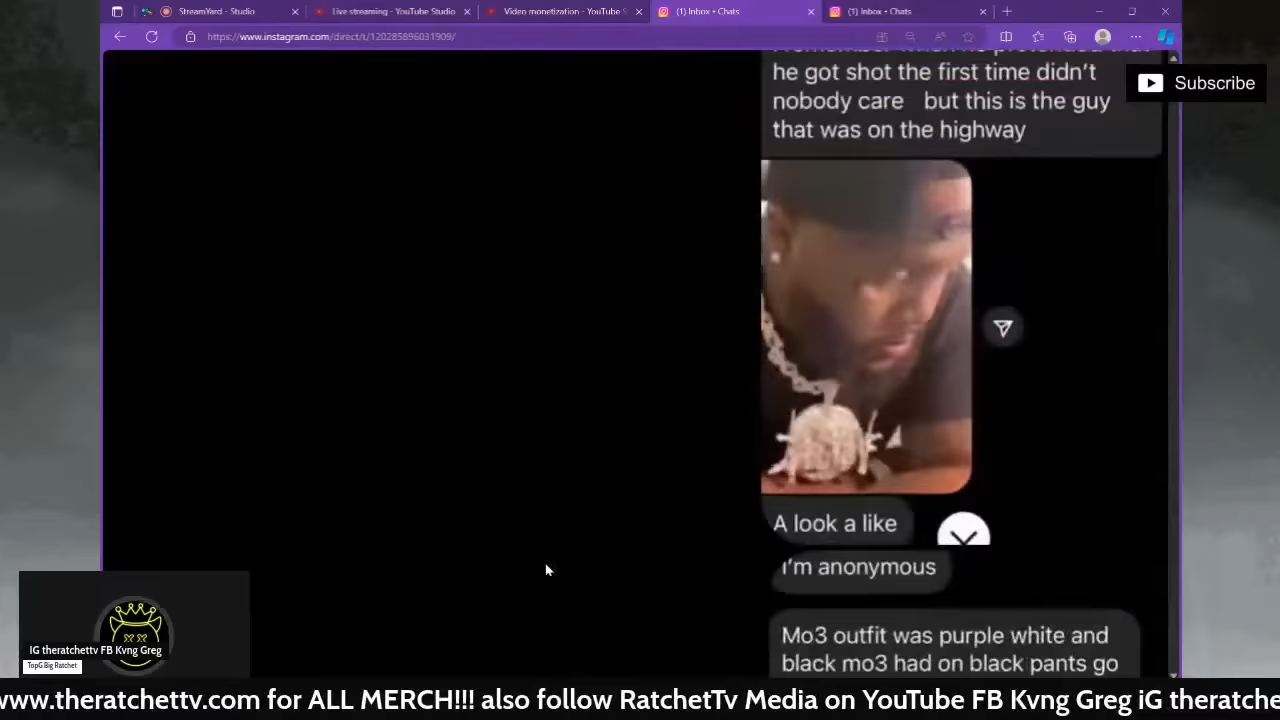 StreamYard - Studio
Live streaming - YouTube Studio
Video monetization - YouTube S
(1) Inbox • Chats
(1) Inbox • Chats
https://www.instagram.com/direct/t/120285896031909/
he got shot the first time didn't
nobody care but this is the guy
that was on the highway
Subscribe
A look a like
I'm anonymous
Mo3 outfit was purple white and
black mo3 had on black pants go
IG theratchettv FB Kvng Greg
TopG Big Ratchet
www.theratchettv.com for ALL MERCH!!! also follow RatchetTv Media on YouTube FB Kvng Greg iG theratche